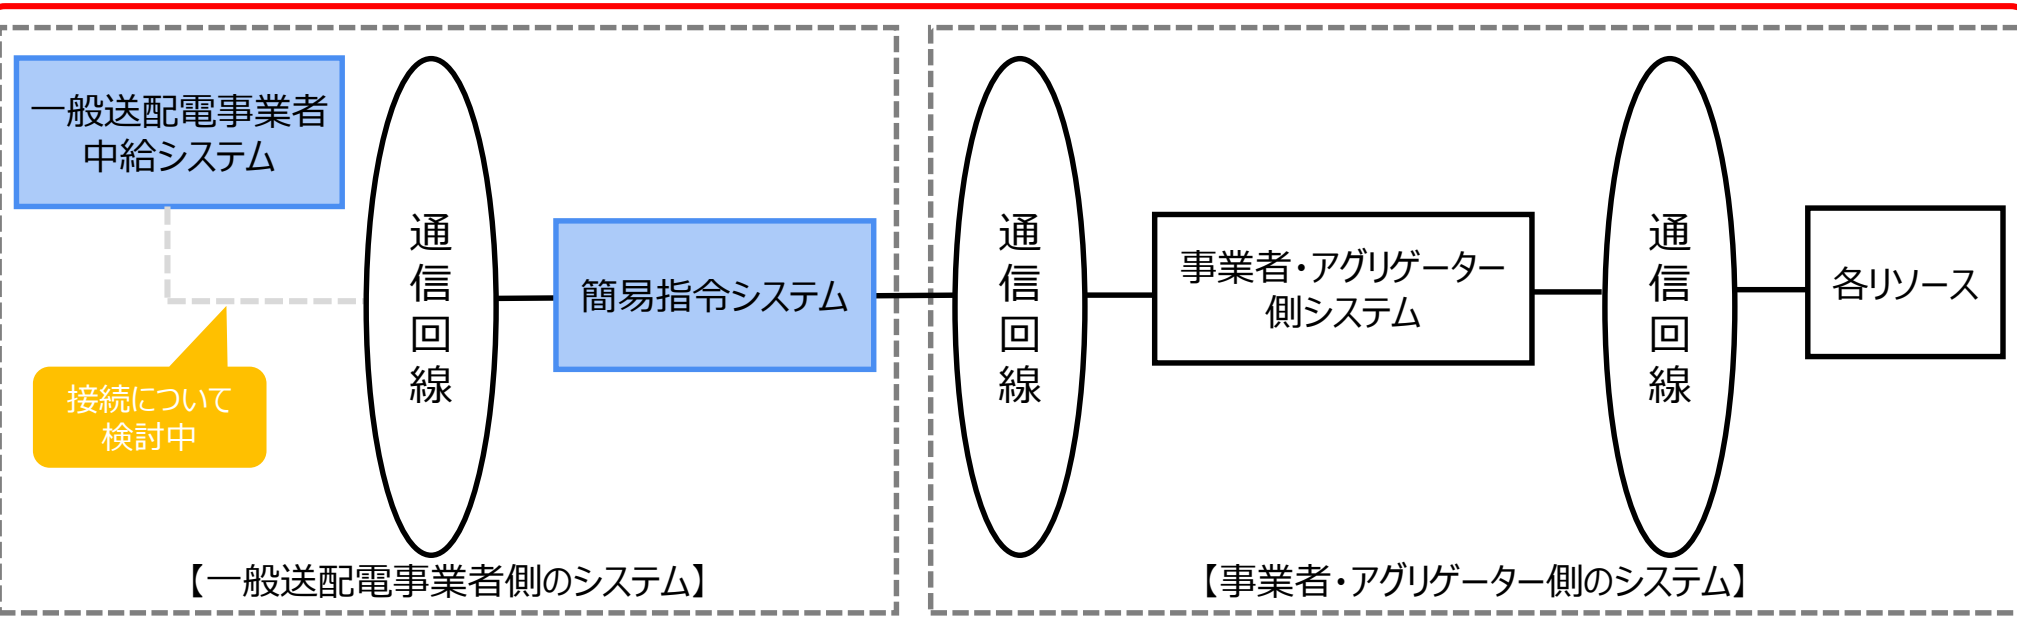 一般送配電事業者
中給システム
接続について
検討中
通信回線
簡易指令システム
【一般送配電事業者側のシステム】
通信回線
事業者・アグリゲーター
側システム
通信回線
各リソース
【事業者・アグリゲーター側のシステム】